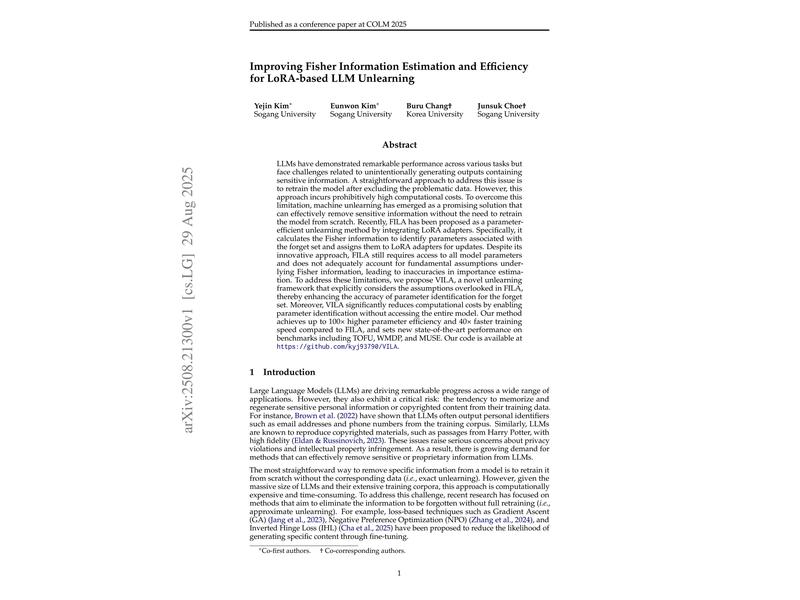 Published as a conference paper at COLM 2025
Improving Fisher Information Estimation and Efficiency
for LoRA-based LLM Unlearning
Yejin Kim* Eunwon Kim* Buru Chang† Junsuk Choe†
Sogang University Sogang University Korea University Sogang University
Abstract
LLMs have demonstrated remarkable performance across various tasks but
face challenges related to unintentionally generating outputs containing
sensitive information. A straightforward approach to address this issue is
to retrain the model after excluding the problematic data. However, this
approach incurs prohibitively high computational costs. To overcome this
limitation, machine unlearning has emerged as a promising solution that
can effectively remove sensitive information without the need to retrain
the model from scratch. Recently, FILA has been proposed as a parameter-
efficient unlearning method by integrating LoRA adapters. Specifically, it
calculates the Fisher information to identify parameters associated with
the forget set and assigns them to LoRA adapters for updates. Despite its
innovative approach, FILA still requires access to all model parameters
and does not adequately account for fundamental assumptions under-
lying Fisher information, leading to inaccuracies in importance estima-
tion. To address these limitations, we propose VILA, a novel unlearning
framework that explicitly considers the assumptions overlooked in FILA,
thereby enhancing the accuracy of parameter identification for the forget
set. Moreover, VILA significantly reduces computational costs by enabling
parameter identification without accessing the entire model. Our method
achieves up to 100× higher parameter efficiency and 40× faster training
speed compared to FILA, and sets new state-of-the-art performance on
benchmarks including TOFU, WMDP, and MUSE. Our code is available at
https://github.com/kyj93790/VILA.
1 Introduction
Large Language Models (LLMs) are driving remarkable progress across a wide range of
applications. However, they also exhibit a critical risk: the tendency to memorize and
regenerate sensitive personal information or copyrighted content from their training data.
For instance, Brown et al. (2022) have shown that LLMs often output personal identifiers
such as email addresses and phone numbers from the training corpus. Similarly, LLMs
are known to reproduce copyrighted materials, such as passages from Harry Potter, with
high fidelity (Eldan & Russinovich, 2023). These issues raise serious concerns about privacy
violations and intellectual property infringement. As a result, there is growing demand for
methods that can effectively remove sensitive or proprietary information from LLMs.
The most straightforward way to remove specific information from a model is to retrain it
from scratch without the corresponding data (i.e., exact unlearning). However, given the
massive size of LLMs and their extensive training corpora, this approach is computationally
expensive and time-consuming. To address this challenge, recent research has focused on
methods that aim to eliminate the information to be forgotten without full retraining (i.e.,
approximate unlearning). For example, loss-based techniques such as Gradient Ascent
(GA) (Jang et al., 2023), Negative Preference Optimization (NPO) (Zhang et al., 2024), and
Inverted Hinge Loss (IHL) (Cha et al., 2025) have been proposed to reduce the likelihood of
generating specific content through fine-tuning.
*Co-first authors. † Co-corresponding authors.
1
arXiv:2508.21300v1 [cs.LG] 29 Aug 2025